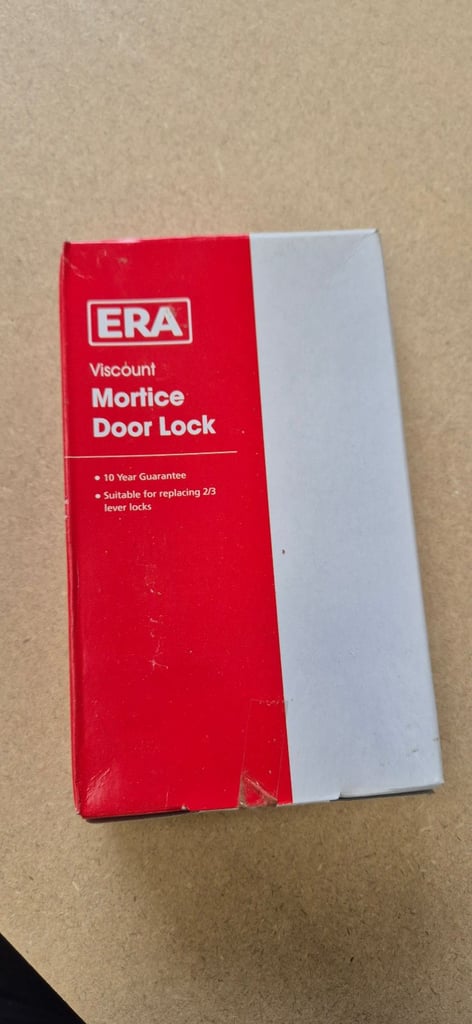 ERA
Viscount
Mortice
Door Lock
• 10 Year Guarantee
• Suitable for replacing 2/3
lever locks